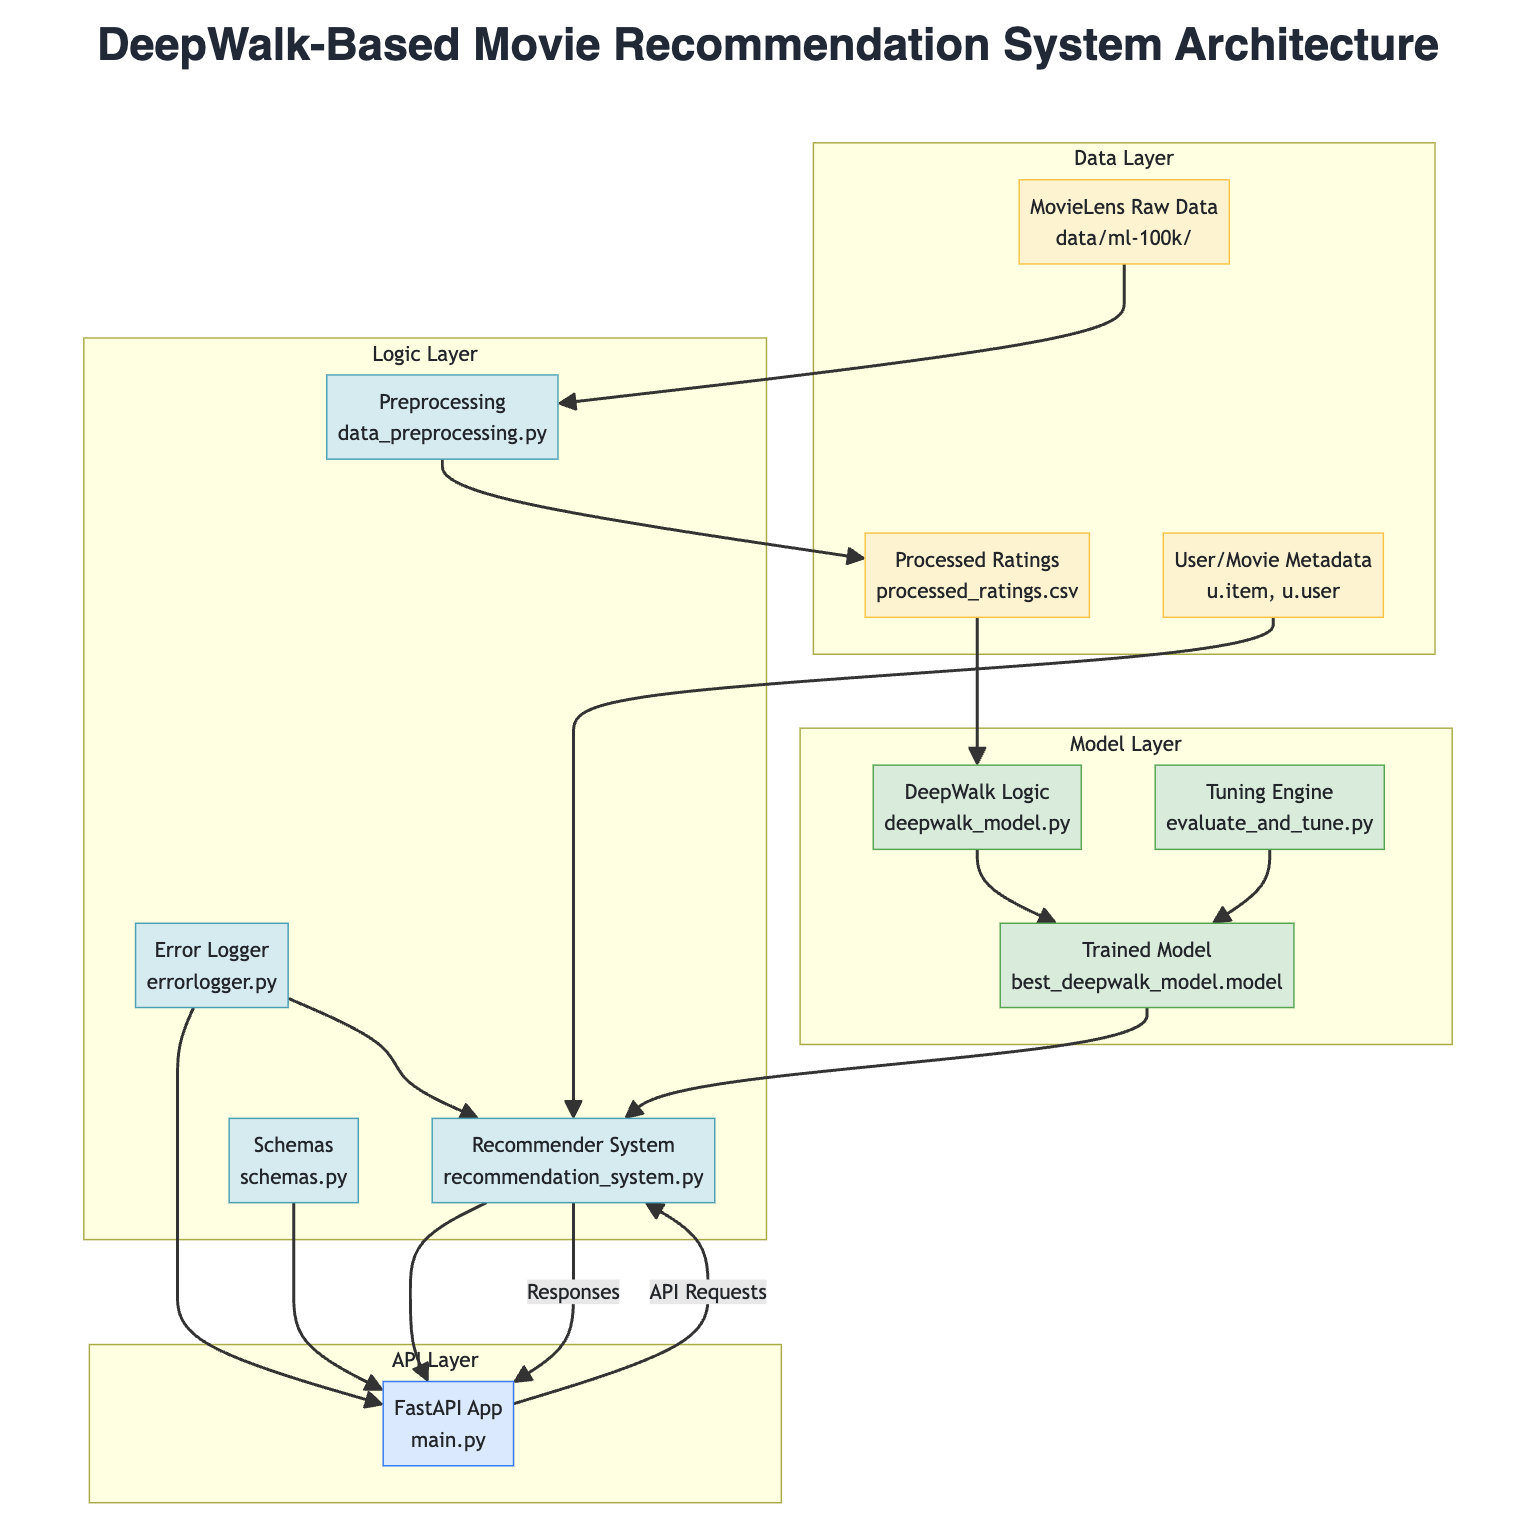 DeepWalk-Based Movie Recommendation System Architecture
Data Layer
MovieLens Raw Data
data/ml-100k/
Logic Layer
Preprocessing
data_preprocessing.py
Processed Ratings
processed_ratings.csv
User/Movie Metadata
u.item, u.user
Model Layer
DeepWalk Logic
deepwalk_model.py
Tuning Engine
evaluate_and_tune.py
Error Logger
errorlogger.py
Trained Model
best_deepwalk_model.model
Schemas
schemas.py
Recommender System
recommendation_system.py
Responses
API Requests
API Layer
FastAPI App
main.py